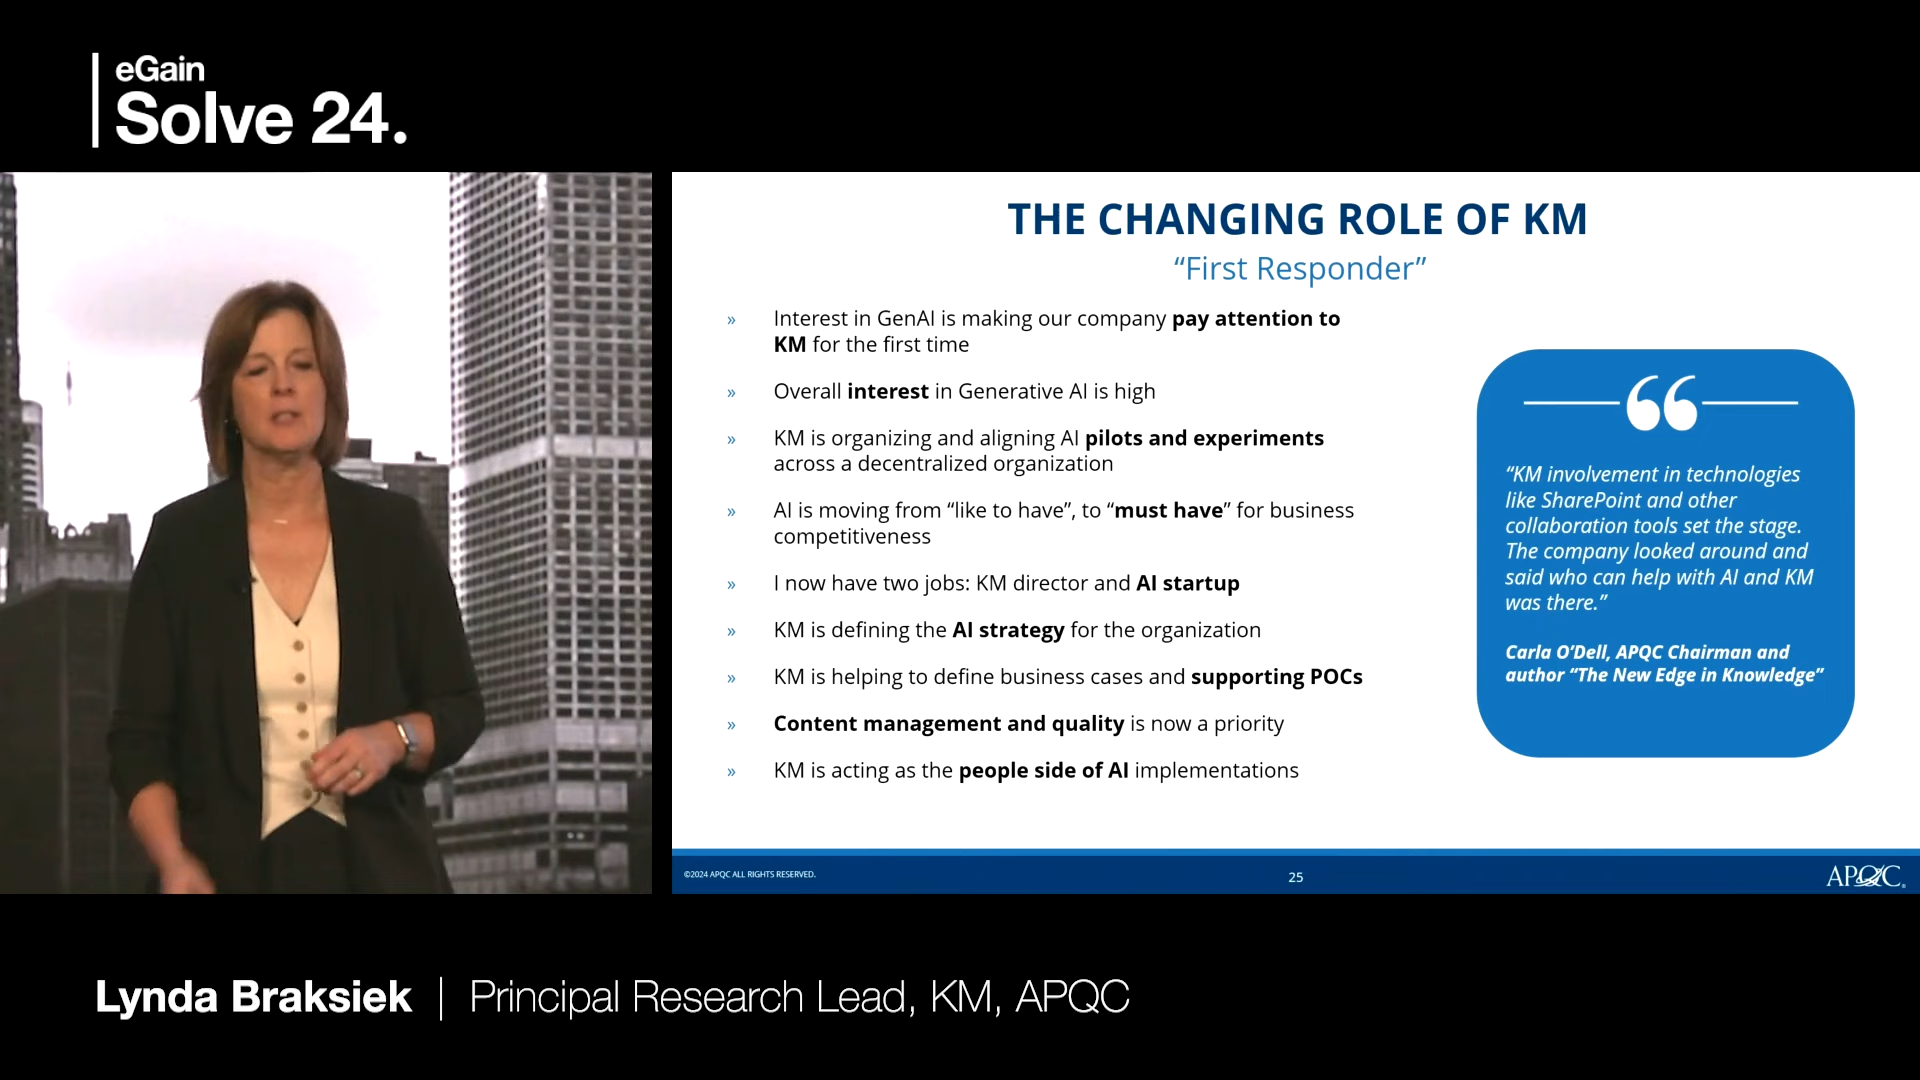 eGain
Solve 24.
THE CHANGING ROLE OF KM
“First Responder”
» Interest in GenAI is making our company pay attention to
KM for the first time
» Overall interest in Generative AI is high
» KM is organizing and aligning AI pilots and experiments
across a decentralized organization
» AI is moving from “like to have”, to “must have” for business
competitiveness
» I now have two jobs: KM director and AI startup
» KM is defining the AI strategy for the organization
» KM is helping to define business cases and supporting POCs
» Content management and quality is now a priority
» KM is acting as the people side of AI implementations
“KM involvement in technologies
like SharePoint and other
collaboration tools set the stage.
The company looked around and
said who can help with AI and KM
was there.”
Carla O’Dell, APQC Chairman and
author “The New Edge in Knowledge”
©2024 APQC ALL RIGHTS RESERVED.
25
APQC
Lynda Braksiek | Principal Research Lead, KM, APQC